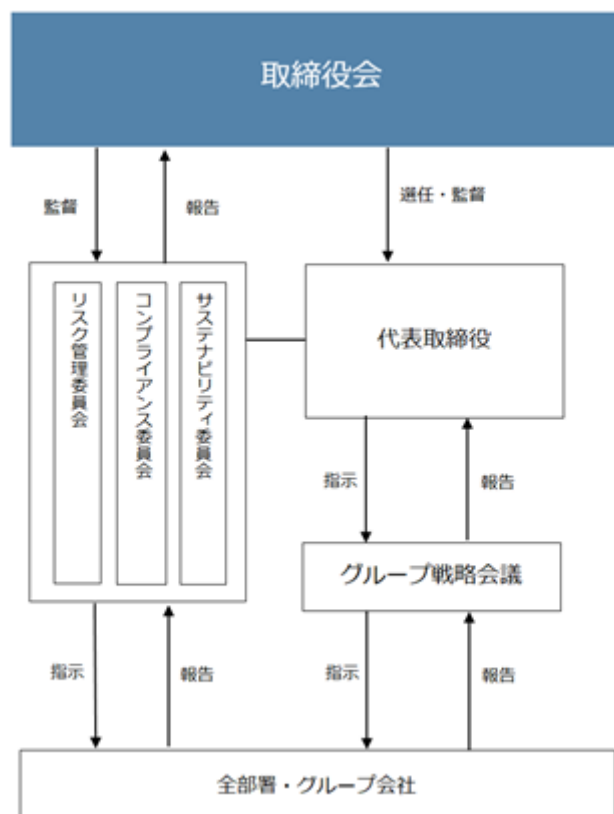 取締役会
監督
報告
選任・監督
リスク管理委員会
コンプライアンス委員会
サステナビリティ委員会
代表取締役
指示
報告
グループ戦略会議
指示
報告
指示
報告
全部署・グループ会社